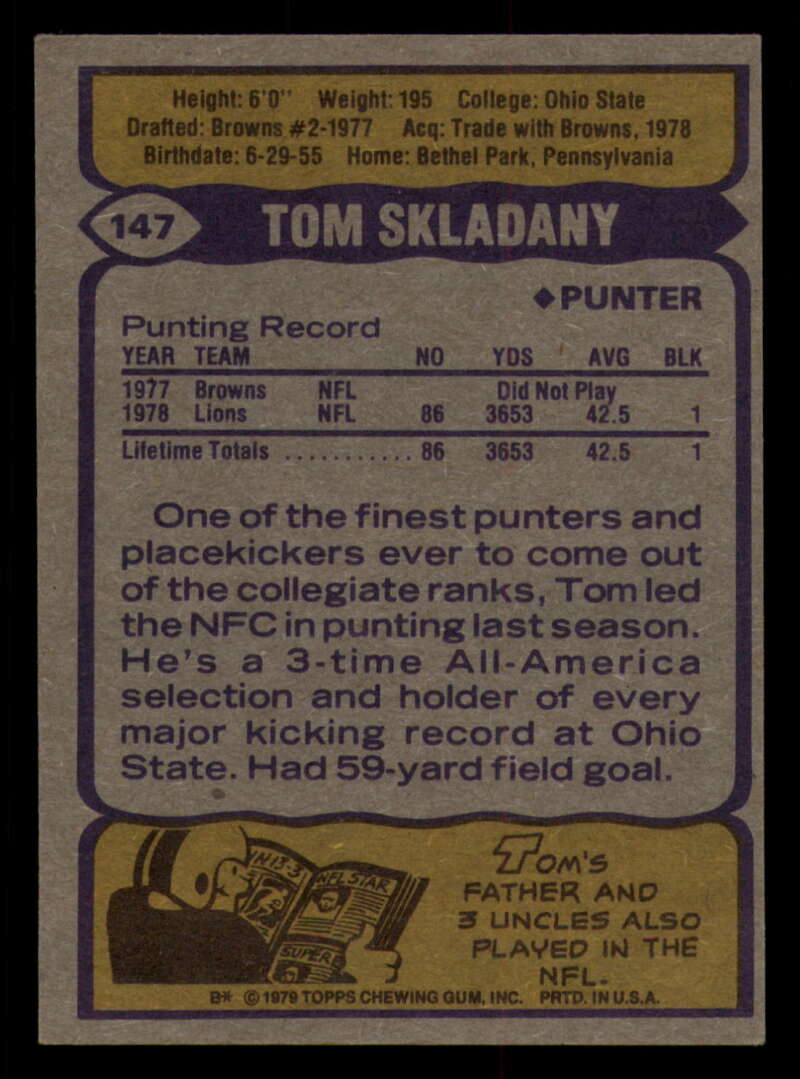 Height: 6'0" Weight: 195 College: Ohio State
Drafted: Browns #2-1977 Acq: Trade with Browns, 1978
Birthdate: 6-29-55 Home: Bethel Park, Pennsylvania
147 TOM SKLADANY
◆PUNTER
Punting Record
YEAR TEAM NO YDS AVG BLK
1977 Browns NFL Did Not Play
1978 Lions NFL 86 3653 42.5 1
Lifetime Totals ........... 86 3653 42.5 1
One of the finest punters and
placekickers ever to come out
of the collegiate ranks, Tom led
the NFC in punting last season.
He's a 3-time All-America
selection and holder of every
major kicking record at Ohio
State. Had 59-yard field goal.
N 13-3
NFL STAR
SUPER
TOM'S
FATHER AND
3 UNCLES ALSO
PLAYED IN THE
NFL.
B* © 1979 TOPPS CHEWING GUM, INC. PRTD. IN U.S.A.